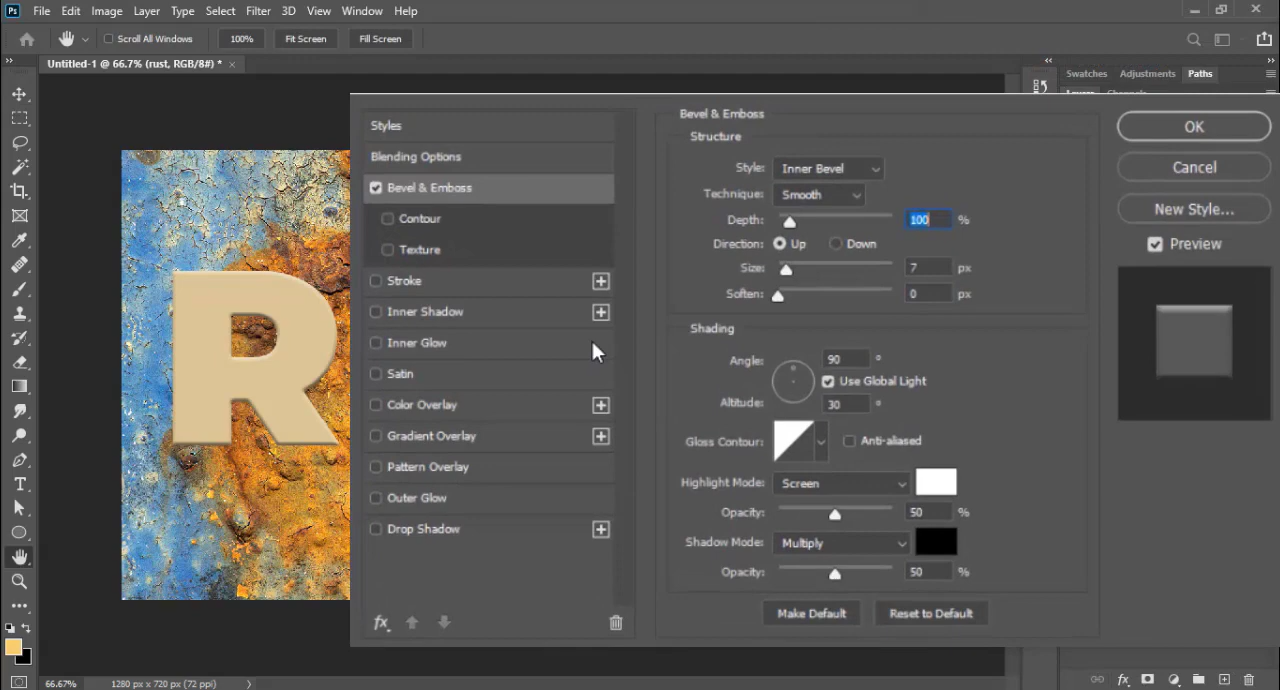 Ps File Edit Image Layer Type Select Filter 3D View Window Help
Scroll All Windows 100% Fit Screen Fill Screen
Untitled-1 @ 66.7% (rust, RGB/8#) * ×
Swatches Adjustments Paths
Layers Channels
Styles
Blending Options
Bevel & Emboss
Contour
Texture
Stroke
Inner Shadow
Inner Glow
Satin
Color Overlay
Gradient Overlay
Pattern Overlay
Outer Glow
Drop Shadow
fx
Bevel & Emboss
Structure
Style: Inner Bevel
Technique: Smooth
Depth: 100 %
Direction: Up Down
Size: 7 px
Soften: 0 px
Shading
Angle: 90 °
Use Global Light
Altitude: 30 °
Gloss Contour: Anti-aliased
Highlight Mode: Screen
Opacity: 50 %
Shadow Mode: Multiply
Opacity: 50 %
Make Default Reset to Default
OK
Cancel
New Style...
Preview
R
T
66.67% 1280 px x 720 px (72 ppi)
fx